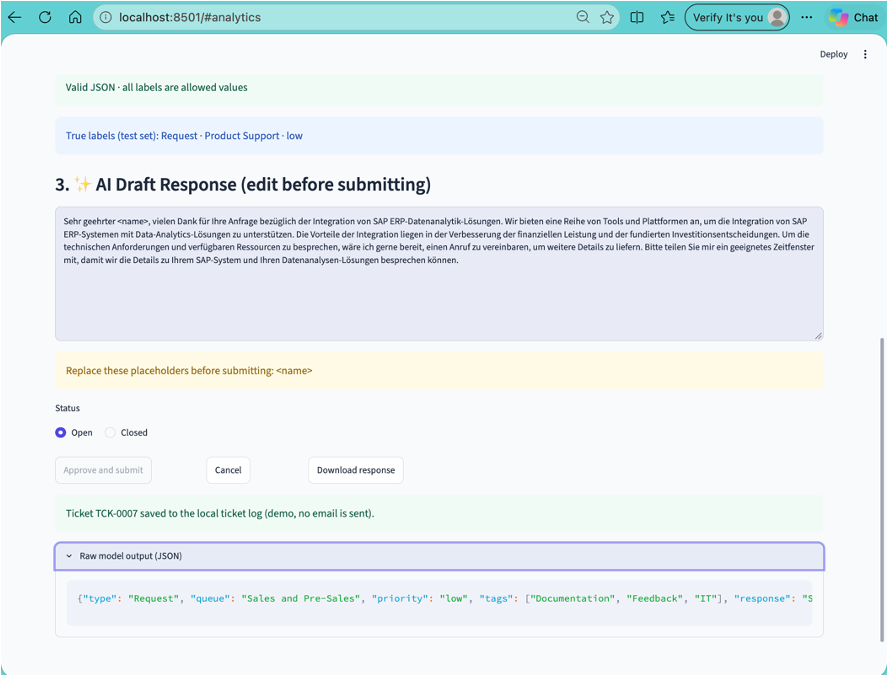 localhost:8501/#analytics
Verify It's you
Chat
Deploy
Valid JSON · all labels are allowed values
True labels (test set): Request · Product Support · low
3. ✨ AI Draft Response (edit before submitting)
Sehr geehrter <name>, vielen Dank für Ihre Anfrage bezüglich der Integration von SAP ERP-Datenanalytik-Lösungen. Wir bieten eine Reihe von Tools und Plattformen an, um die Integration von SAP
ERP-Systemen mit Data-Analytics-Lösungen zu unterstützen. Die Vorteile der Integration liegen in der Verbesserung der finanziellen Leistung und der fundierten Investitionsentscheidungen. Um die
technischen Anforderungen und verfügbaren Ressourcen zu besprechen, wäre ich gerne bereit, einen Anruf zu vereinbaren, um weitere Details zu liefern. Bitte teilen Sie mir ein geeignetes Zeitfenster
mit, damit wir die Details zu Ihrem SAP-System und Ihren Datenanalysen-Lösungen besprechen können.
Replace these placeholders before submitting: <name>
Status
Open Closed
Approve and submit Cancel Download response
Ticket TCK-0007 saved to the local ticket log (demo, no email is sent).
Raw model output (JSON)
{"type": "Request", "queue": "Sales and Pre-Sales", "priority": "low", "tags": ["Documentation", "Feedback", "IT"], "response": "S